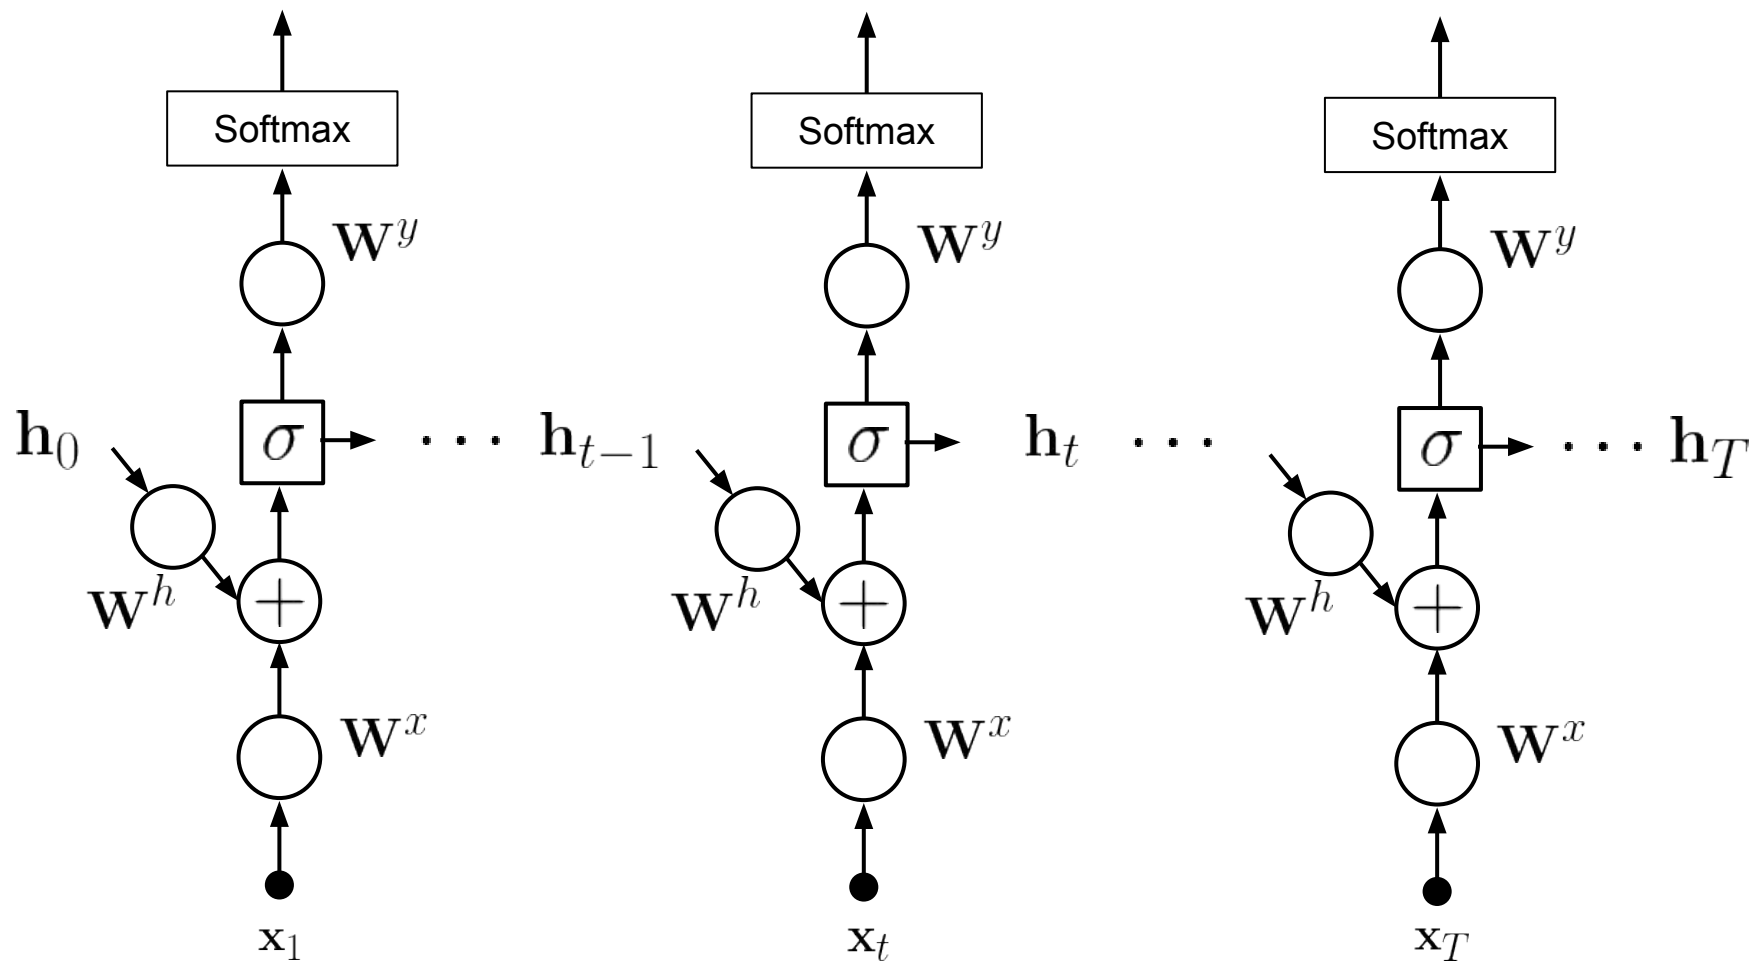 Softmax Softmax Softmax
𝐖^y 𝐖^y 𝐖^y
𝐡_0 σ · · · 𝐡_{t−1} σ 𝐡_t · · · σ · · · 𝐡_T
𝐖^h + 𝐖^h + 𝐖^h +
𝐖^x 𝐖^x 𝐖^x
𝐱_1 𝐱_t 𝐱_T